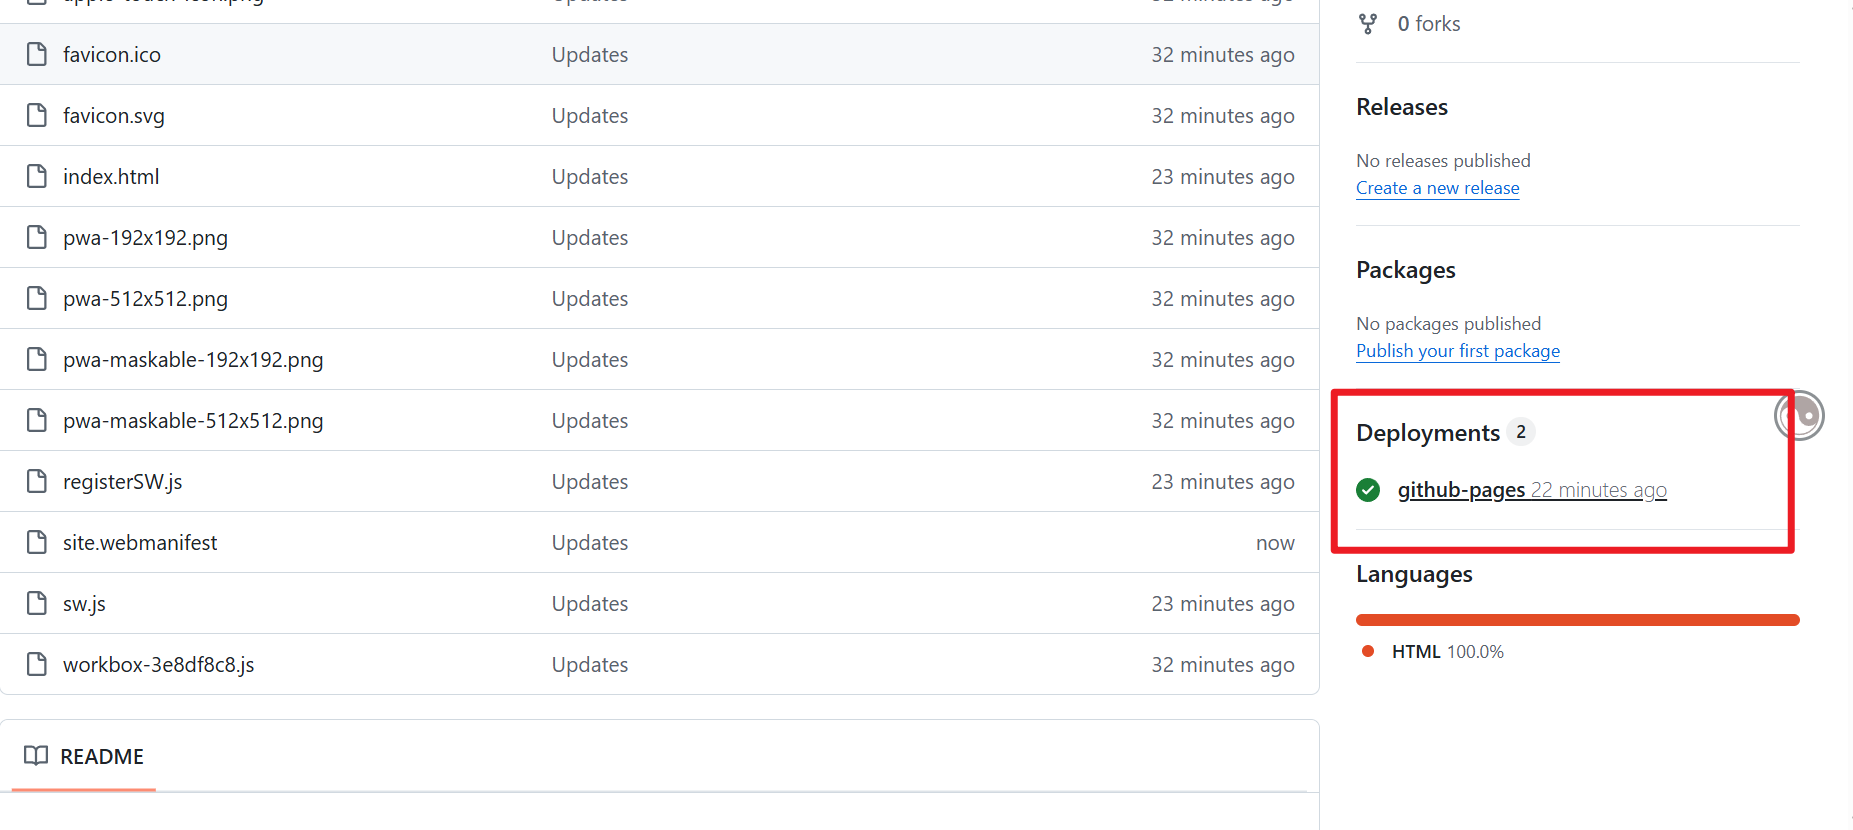 favicon.ico Updates 32 minutes ago
favicon.svg Updates 32 minutes ago
index.html Updates 23 minutes ago
pwa-192x192.png Updates 32 minutes ago
pwa-512x512.png Updates 32 minutes ago
pwa-maskable-192x192.png Updates 32 minutes ago
pwa-maskable-512x512.png Updates 32 minutes ago
registerSW.js Updates 23 minutes ago
site.webmanifest Updates now
sw.js Updates 23 minutes ago
workbox-3e8df8c8.js Updates 32 minutes ago
README
0 forks
Releases
No releases published
Create a new release
Packages
No packages published
Publish your first package
Deployments 2
github-pages 22 minutes ago
Languages
HTML 100.0%